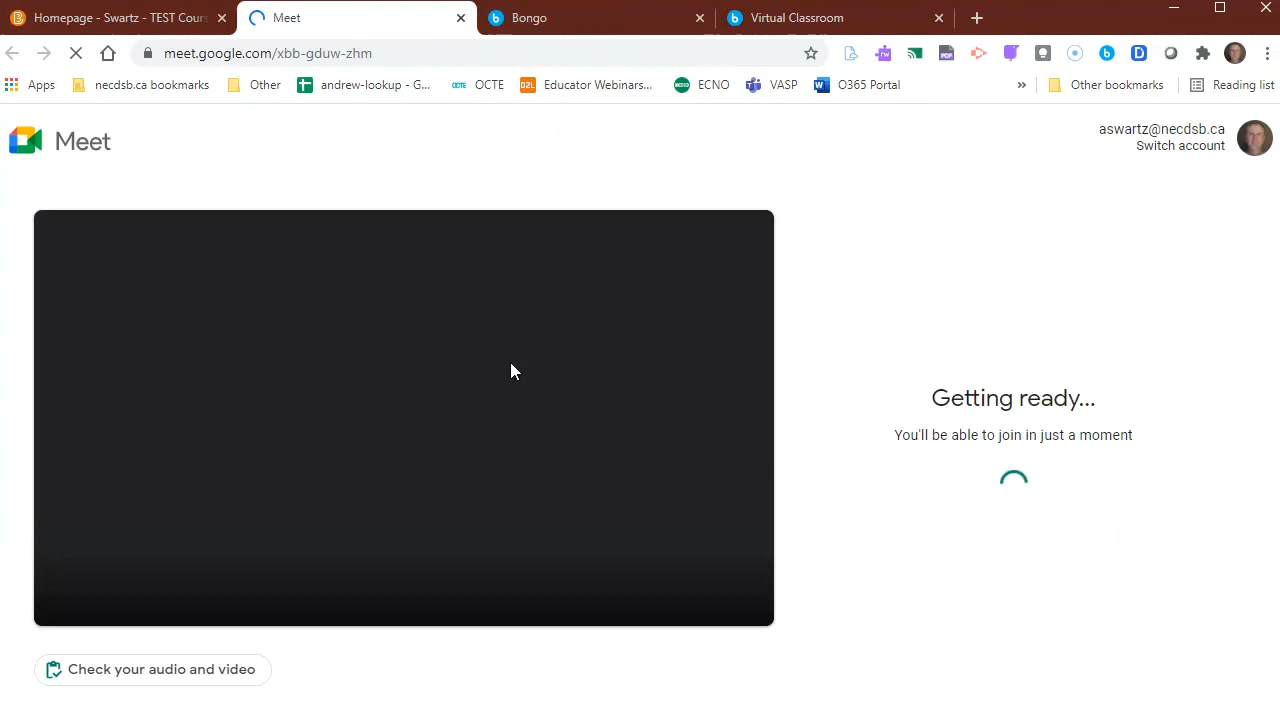 Homepage - Swartz - TEST Cours
Meet
Bongo
Virtual Classroom
meet.google.com/xbb-gduw-zhm
Apps
necdsb.ca bookmarks
Other
andrew-lookup - G...
OCTE
Educator Webinars...
ECNO
VASP
O365 Portal
»
Other bookmarks
Reading list
Meet
aswartz@necdsb.ca
Switch account
Getting ready...
You'll be able to join in just a moment
Check your audio and video